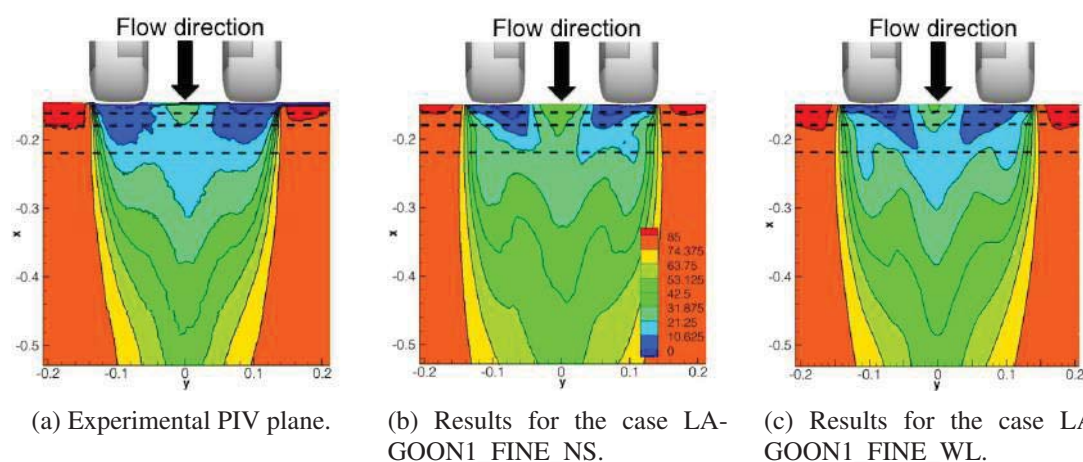 Flow direction
Flow direction
Flow direction
-0.2
-0.3
-0.4
-0.5
x
-0.2
-0.1
0
0.1
0.2
y
-0.2
-0.3
-0.4
-0.5
x
-0.2
-0.1
0
0.1
0.2
y
85
74.375
63.75
53.125
42.5
31.875
21.25
10.625
0
-0.2
-0.3
-0.4
-0.5
x
-0.2
-0.1
0
0.1
0.2
y
(a) Experimental PIV plane.
(b) Results for the case LA-
GOON1 FINE NS.
(c) Results for the case LA
GOON1 FINE WL.